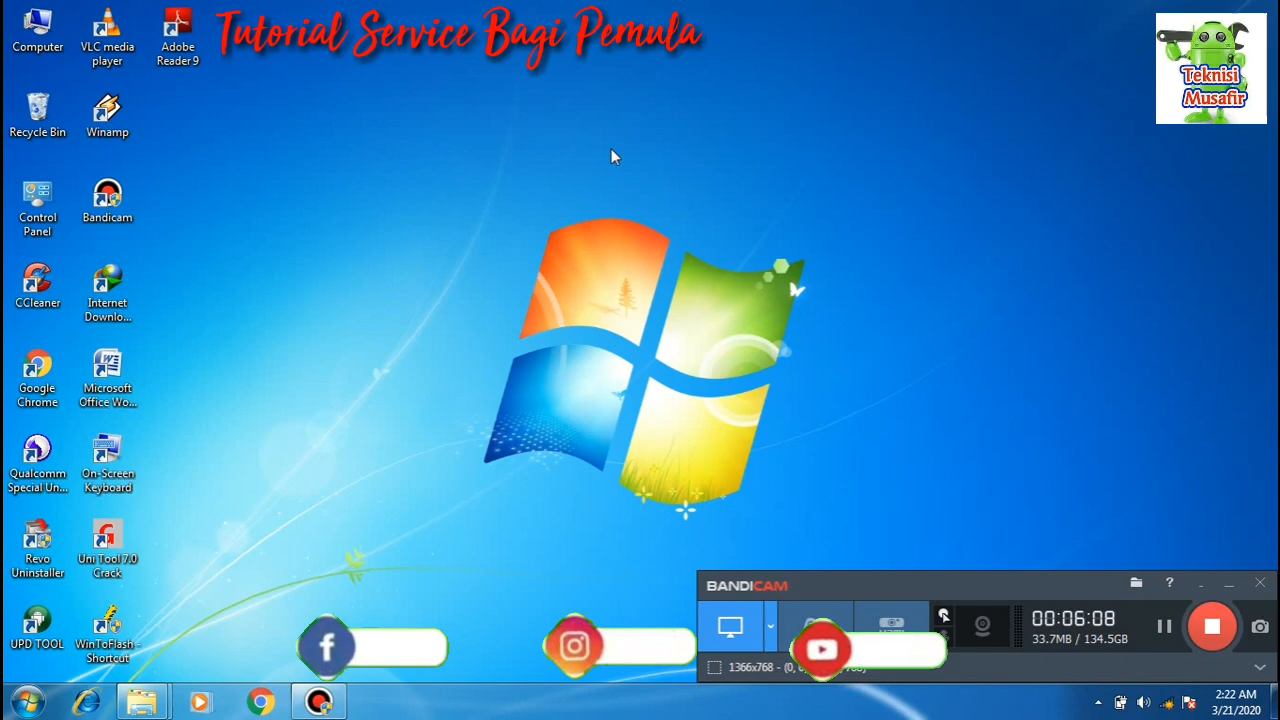 Tutorial Service Bagi Pemula
Teknisi
Musafir
Computer
VLC media
player
Adobe
Reader 9
Recycle Bin
Winamp
Control
Panel
Bandicam
CCleaner
Internet
Downlo...
Google
Chrome
Microsoft
Office Wo...
Qualcomm
Special Un...
On-Screen
Keyboard
Revo
Uninstaller
Uni Tool 7.0
Crack
UPD TOOL
WinToFlash -
Shortcut
BANDICAM
00:06:08
33.7MB / 134.5GB
1366x768 - (0,
2:22 AM
3/21/2020